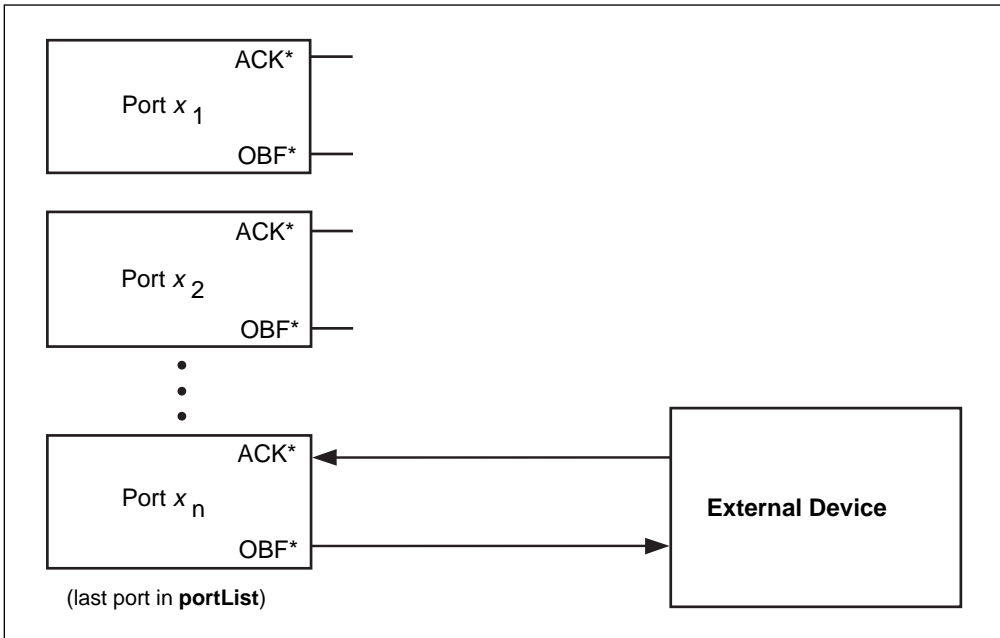 ACK*
Port x 1
OBF*
ACK*
Port x 2
OBF*
ACK*
Port x n
OBF*
External Device
(last port in portList)